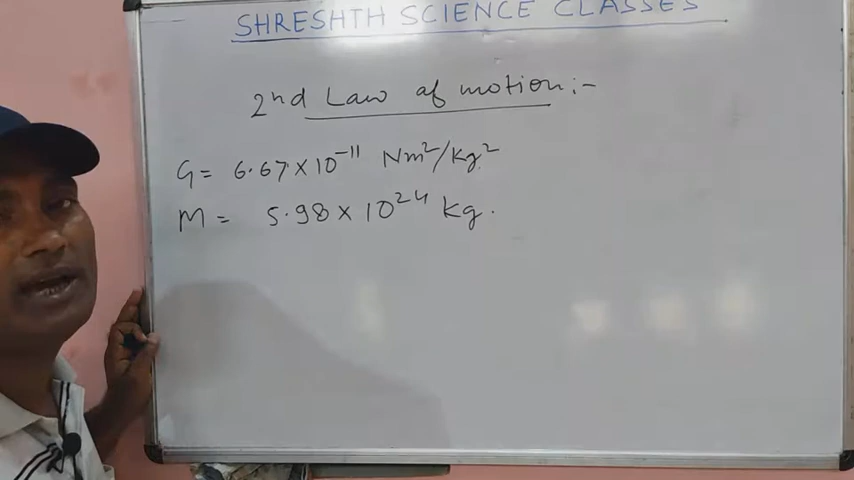 SHRESHTH SCIENCE CLASSES
2nd Law of motion:-
G = 6.67 × 10⁻¹¹ Nm²/Kg²
M = 5.98 × 10²⁴ kg.